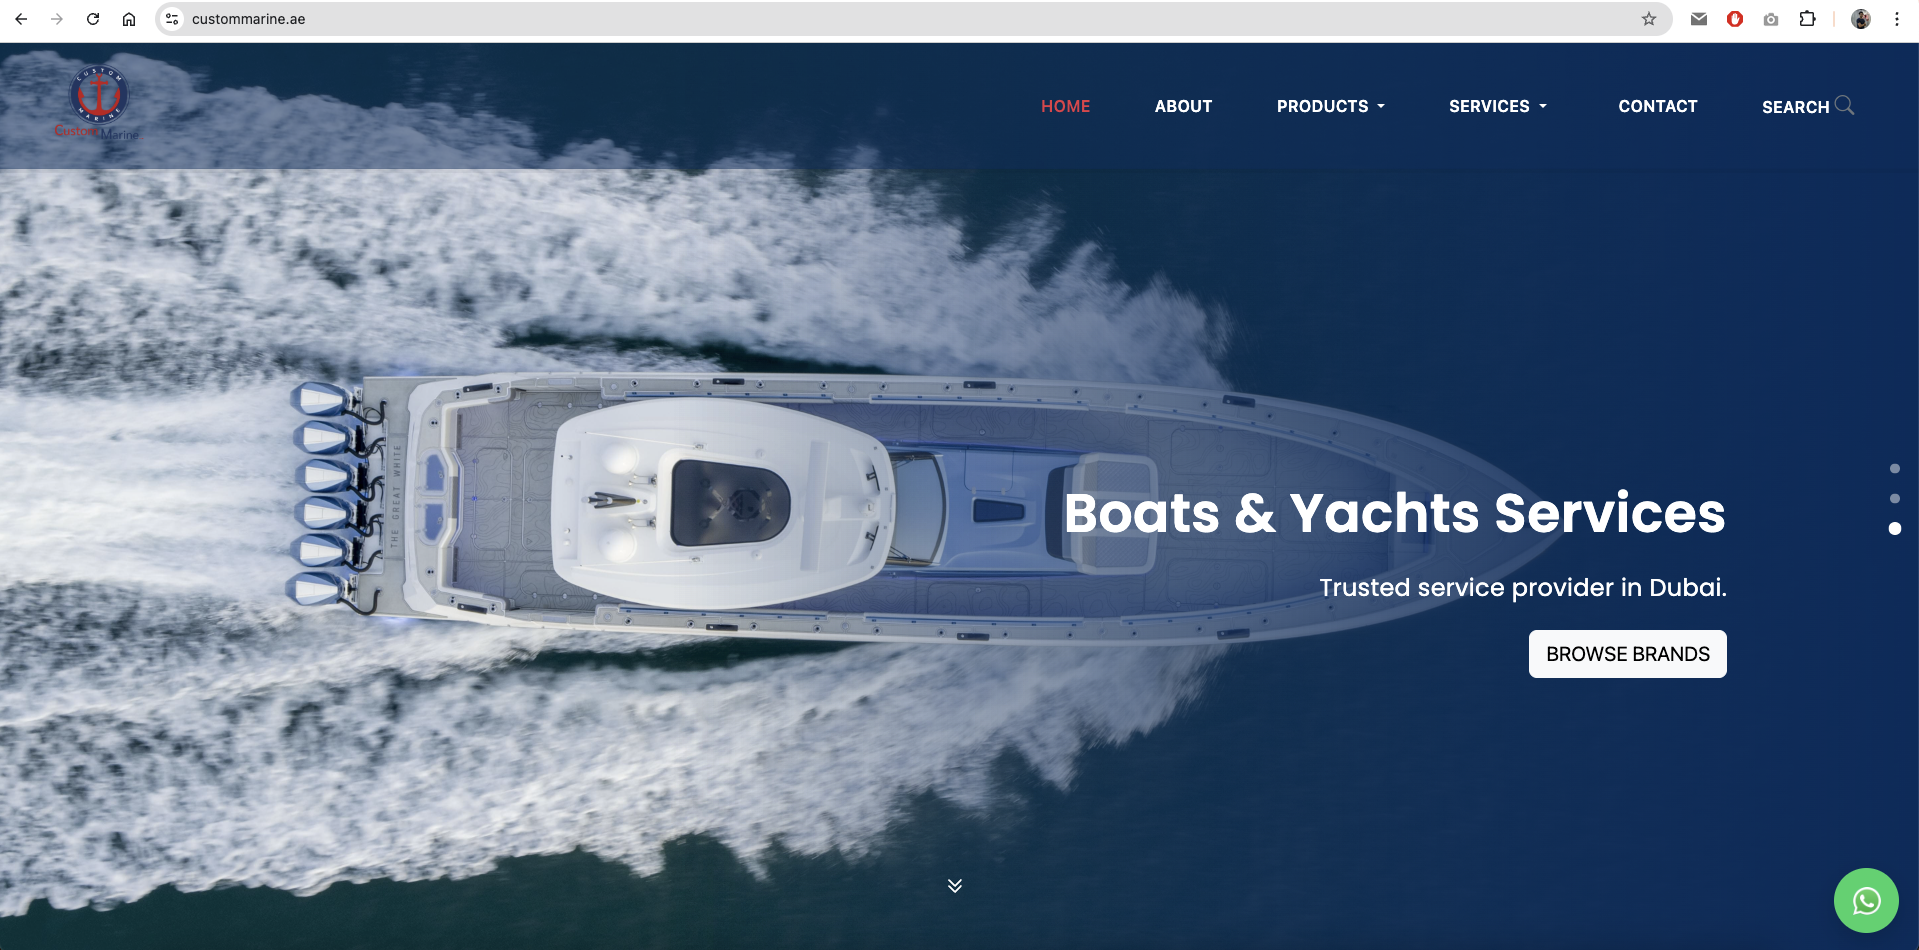 custommarine.ae
CUSTOM
MARINE
Custom Marine
HOME
ABOUT
PRODUCTS
SERVICES
CONTACT
SEARCH
THE GREAT WHITE
Boats & Yachts Services
Trusted service provider in Dubai.
BROWSE BRANDS